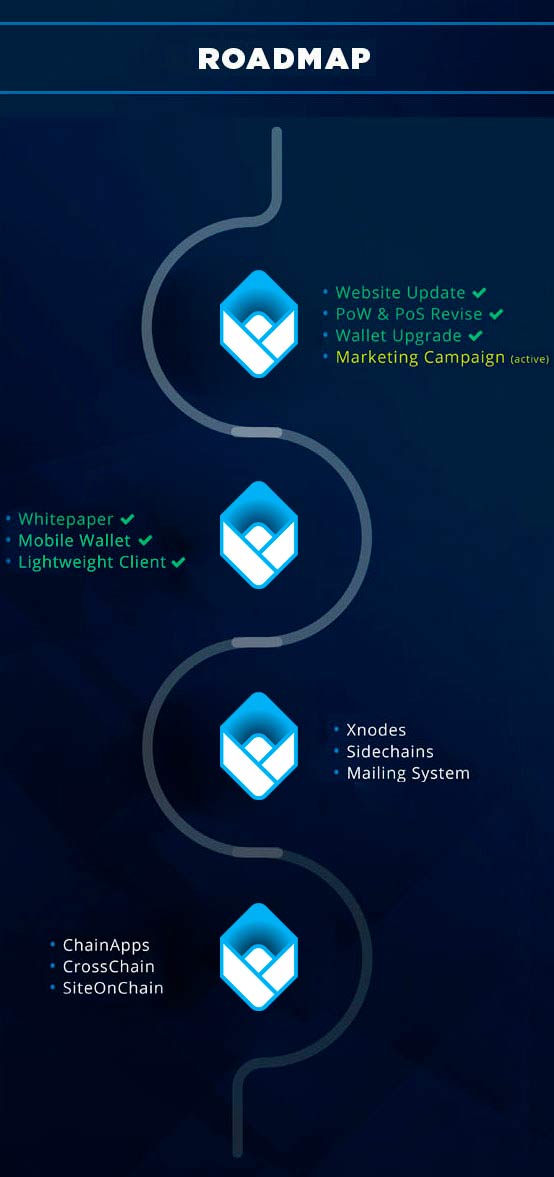 ROADMAP
• Website Update ✔
• PoW & PoS Revise ✔
• Wallet Upgrade ✔
• Marketing Campaign (active)
• Whitepaper ✔
• Mobile Wallet ✔
• Lightweight Client ✔
• Xnodes
• Sidechains
• Mailing System
• ChainApps
• CrossChain
• SiteOnChain